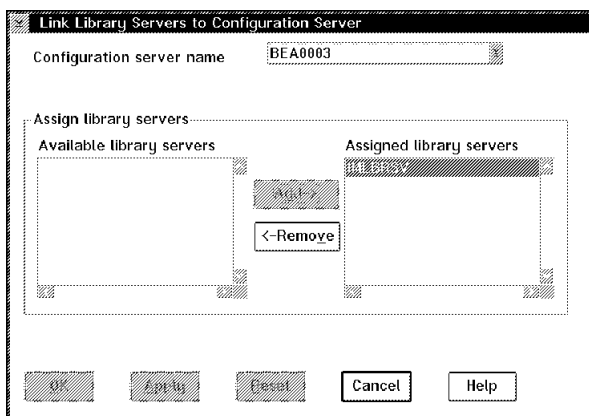 Link Library Servers to Configuration Server
Configuration server name
BEA0003
Assign library servers
Available library servers
Assigned library servers
IMLBRSV
Add->
<-Remove
OK
Apply
Reset
Cancel
Help